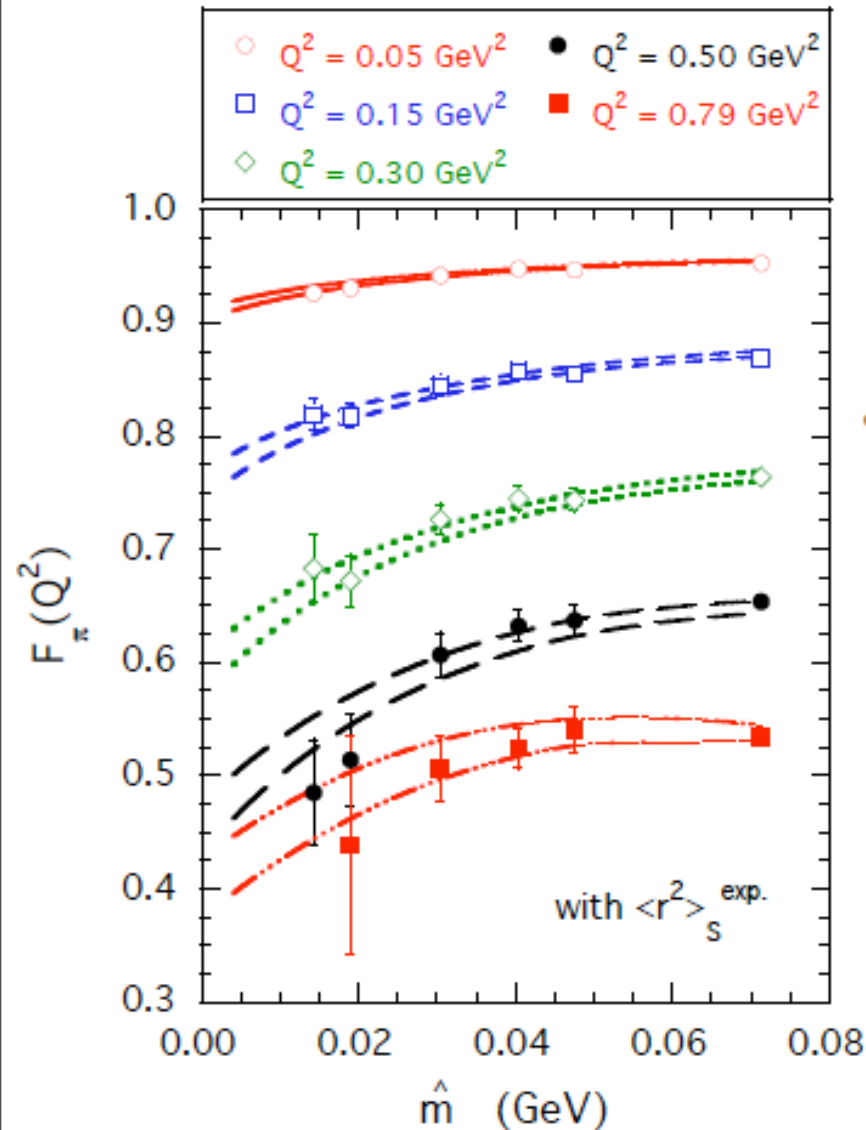 Q² = 0.05 GeV² Q² = 0.50 GeV²
Q² = 0.15 GeV² Q² = 0.79 GeV²
Q² = 0.30 GeV²
1.0
0.9
0.8
0.7
0.6
0.5
0.4
0.3
F_π(Q²)
with <r²>_S^exp.
0.00 0.02 0.04 0.06 0.08
m̂ (GeV)